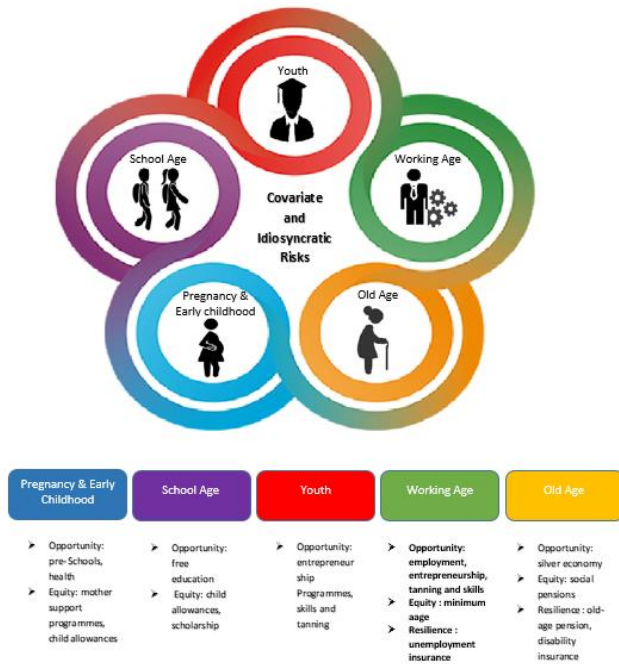 Youth
School Age
Working Age
Covariate
and
Idiosyncratic
Risks
Pregnancy &
Early childhood
Old Age
Pregnancy & Early
Childhood
School Age
Youth
Working Age
Old Age
➤ Opportunity:
pre-Schools,
health
➤ Equity: mother
support
programmes,
child allowances
➤ Opportunity:
free
education
➤ Equity: child
allowances,
scholarship
➤ Opportunity:
entrepreneur
ship
Programmes,
skills and
tanning
➤ Opportunity:
employment,
entrepreneurship,
tanning and skills
➤ Equity : minimum
aage
➤ Resilience :
unemployment
insurance
➤ Opportunity:
silver economy
➤ Equity: social
pensions
➤ Resilience : old-
age pension,
disability
insurance